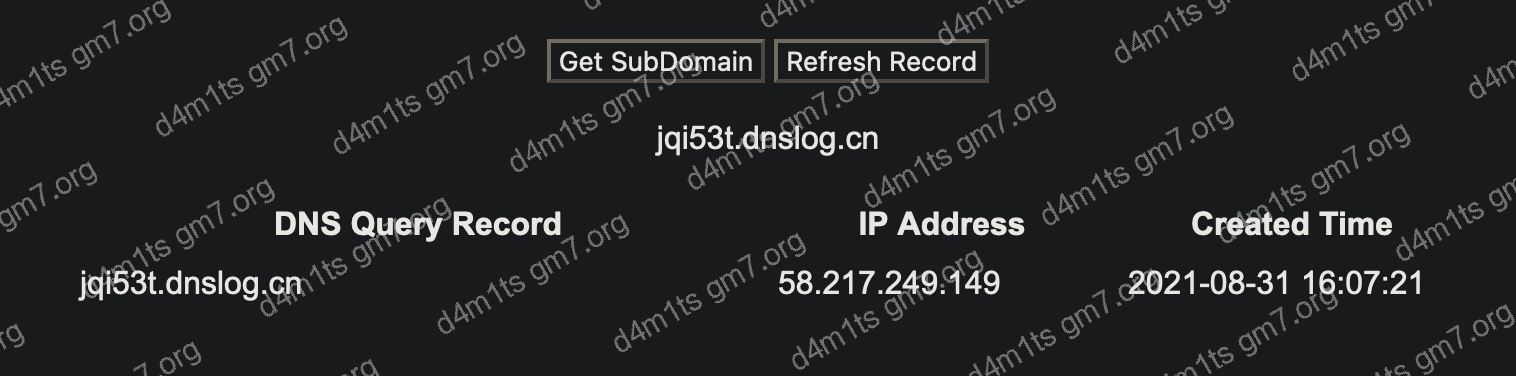 Get SubDomain Refresh Record
jqi53t.dnslog.cn
DNS Query Record IP Address Created Time
jqi53t.dnslog.cn 58.217.249.149 2021-08-31 16:07:21
d4m1ts gm7.org